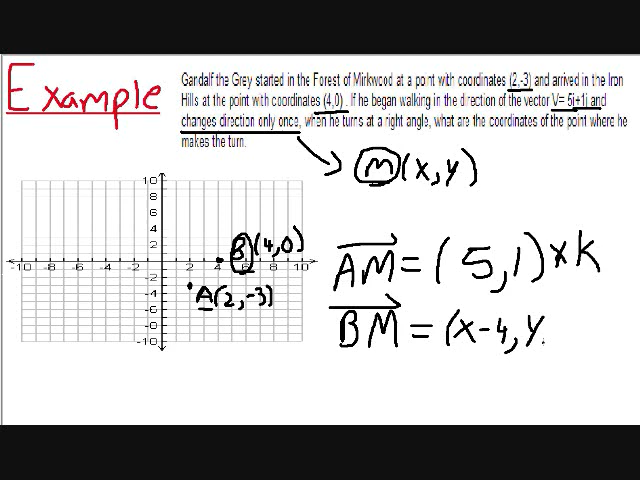 Example
Gandalf the Grey started in the Forest of Mirkwood at a point with coordinates (2,-3) and arrived in the Iron
Hills at the point with coordinates (4,0). If he began walking in the direction of the vector V= 5i+1j and
changes direction only once, when he turns at a right angle, what are the coordinates of the point where he
makes the turn.
M (x,y)
10
8
6
4
2
-10 -8 -6 -4 -2 2 4 6 8 10
-2
-4
-6
-8
-10
B (4,0)
A(2,-3)
AM = (5,1)×K
BM = (x-4,y